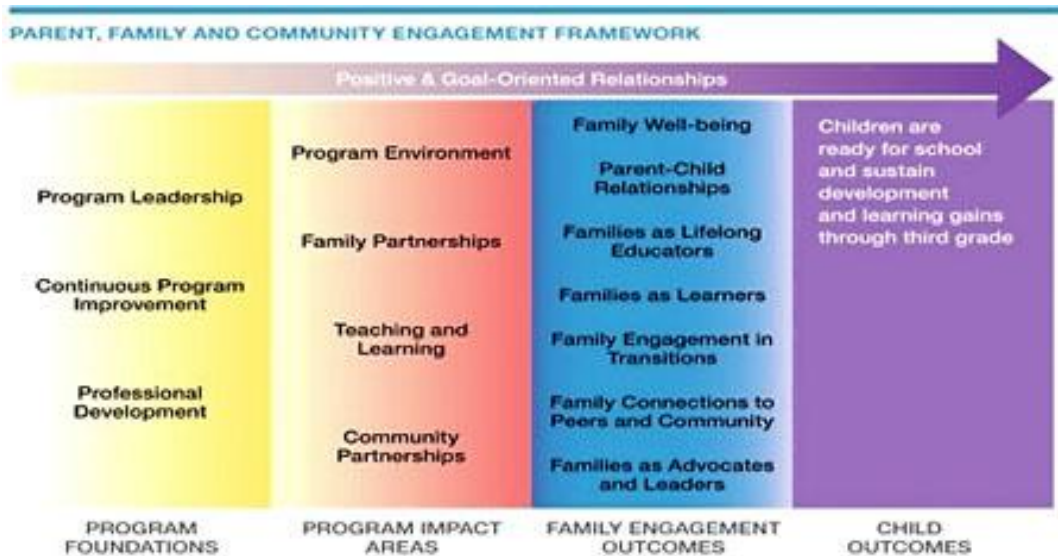 PARENT, FAMILY AND COMMUNITY ENGAGEMENT FRAMEWORK
Positive & Goal-Oriented Relationships
Program Leadership
Continuous Program
Improvement
Professional
Development
PROGRAM
FOUNDATIONS
Program Environment
Family Partnerships
Teaching and
Learning
Community
Partnerships
PROGRAM IMPACT
AREAS
Family Well-being
Parent-Child
Relationships
Families as Lifelong
Educators
Families as Learners
Family Engagement in
Transitions
Family Connections to
Peers and Community
Families as Advocates
and Leaders
FAMILY ENGAGEMENT
OUTCOMES
Children are
ready for school
and sustain
development
and learning gains
through third grade
CHILD
OUTCOMES